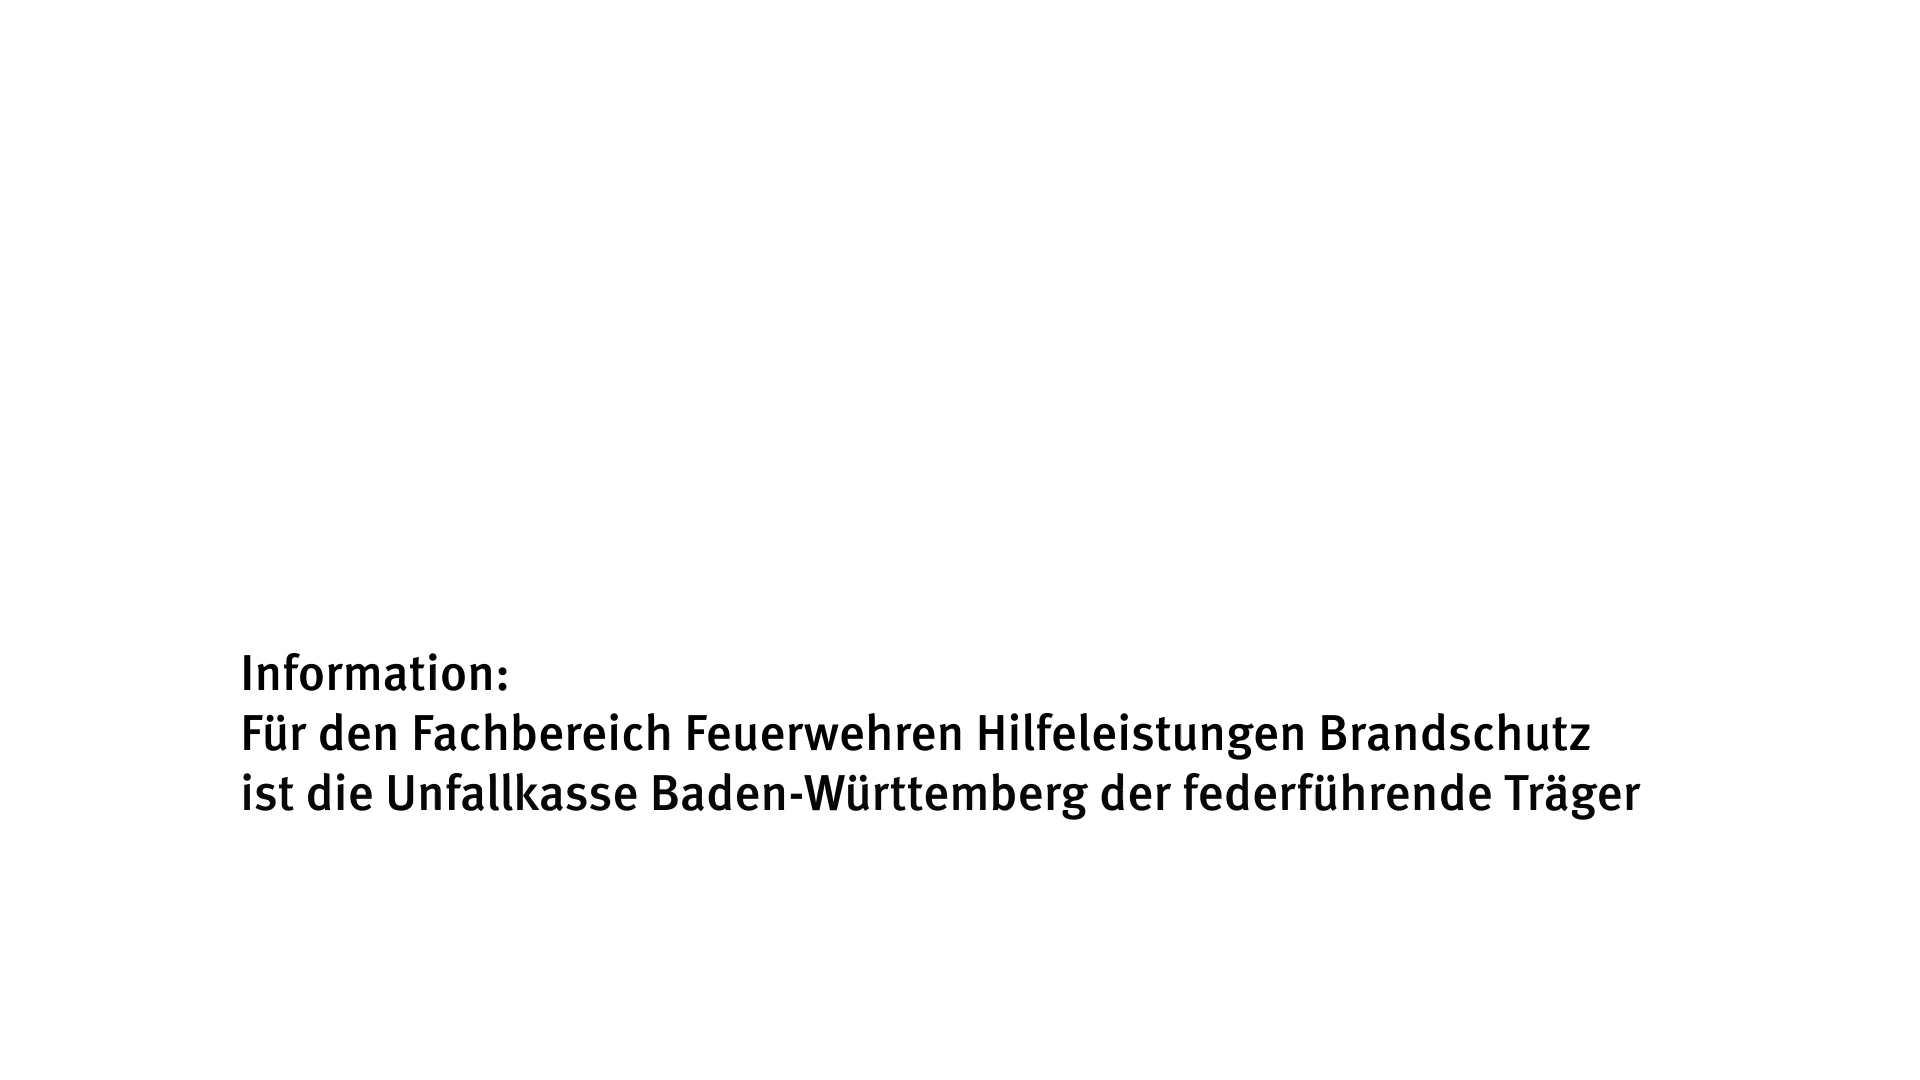 Information:
Für den Fachbereich Feuerwehren Hilfeleistungen Brandschutz
ist die Unfallkasse Baden-Württemberg der federführende Träger